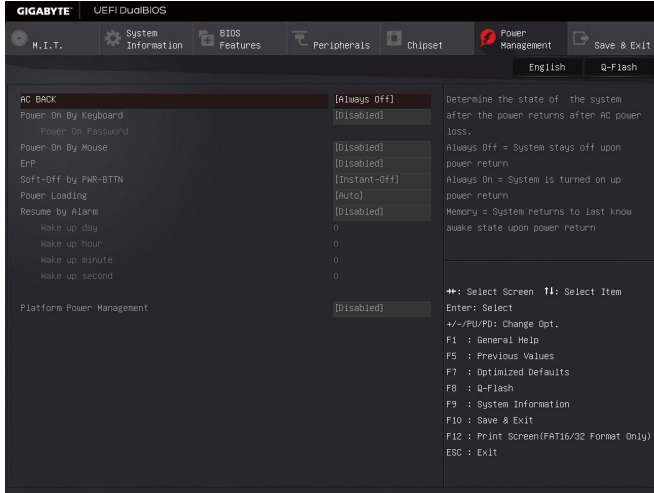 GIGABYTE™ UEFI DualBIOS
M.I.T.
System Information
BIOS Features
Peripherals
Chipset
Power Management
Save & Exit
English Q-Flash
AC BACK [Always Off]
Power On By Keyboard [Disabled]
Power On Password
Power On By Mouse [Disabled]
ErP [Disabled]
Soft-Off by PWR-BTTN [Instant-Off]
Power Loading [Auto]
Resume by Alarm [Disabled]
Wake up day 0
Wake up hour 0
Wake up minute 0
Wake up second 0
Platform Power Management [Disabled]
Determine the state of the system
after the power returns after AC power
loss.
Always Off = System stays off upon
power return
Always On = System is turned on up
power return
Memory = System returns to last know
awake state upon power return
→←: Select Screen ↑↓: Select Item
Enter: Select
+/-/PU/PD: Change Opt.
F1 : General Help
F5 : Previous Values
F7 : Optimized Defaults
F8 : Q-Flash
F9 : System Information
F10 : Save & Exit
F12 : Print Screen(FAT16/32 Format Only)
ESC : Exit